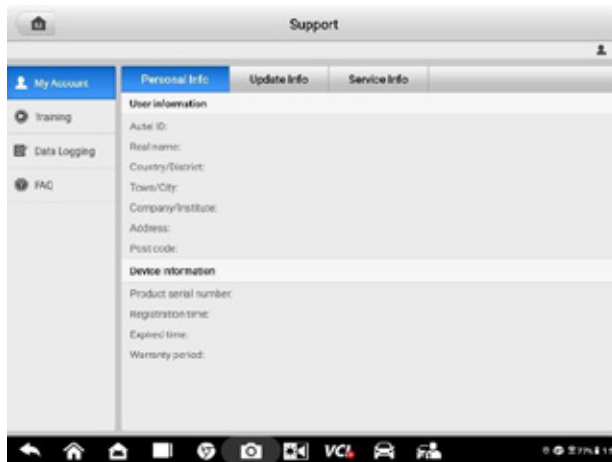 Support
My Account
Personal Info
Update Info
Service Info
User information
Training
Autel ID:
Real name:
Data Logging
Country/District:
FAQ
Town/City:
Company/Institute:
Address:
Post code:
Device information
Product serial number:
Registration time:
Expired time:
Warranty period:
VCI